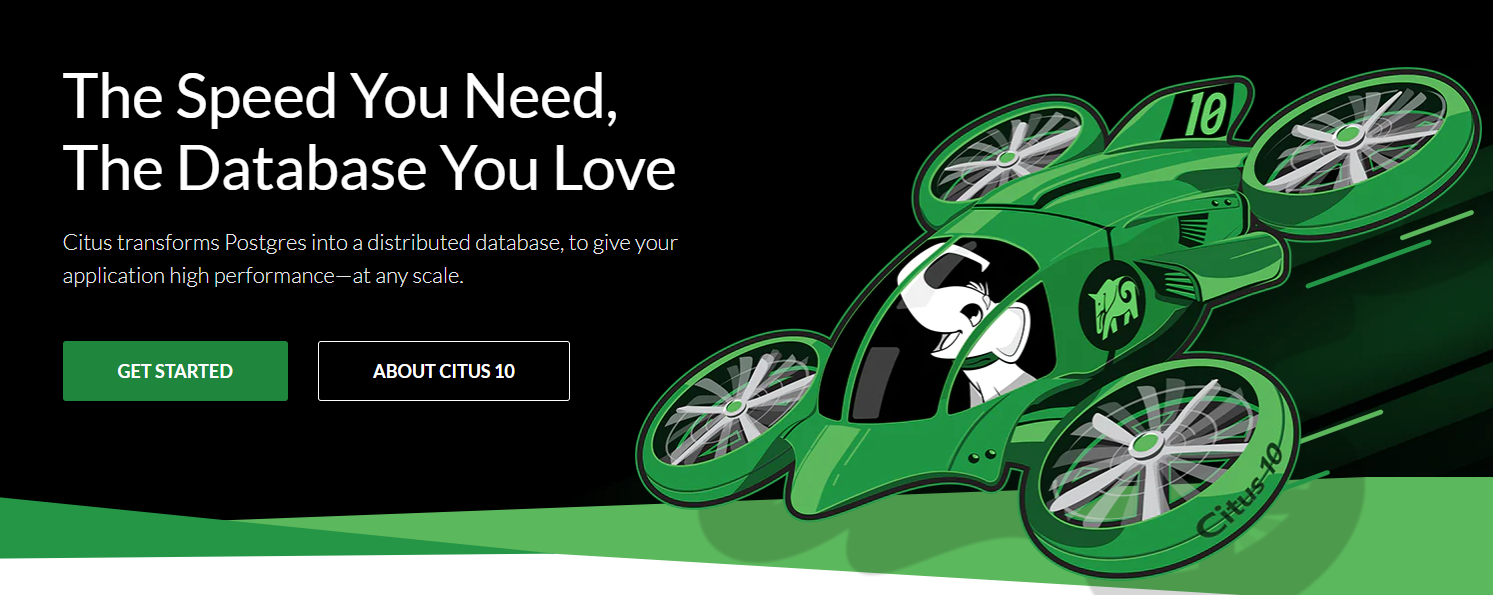 The Speed You Need,
The Database You Love
Citus transforms Postgres into a distributed database, to give your
application high performance—at any scale.
GET STARTED
ABOUT CITUS 10
10
Citus 10